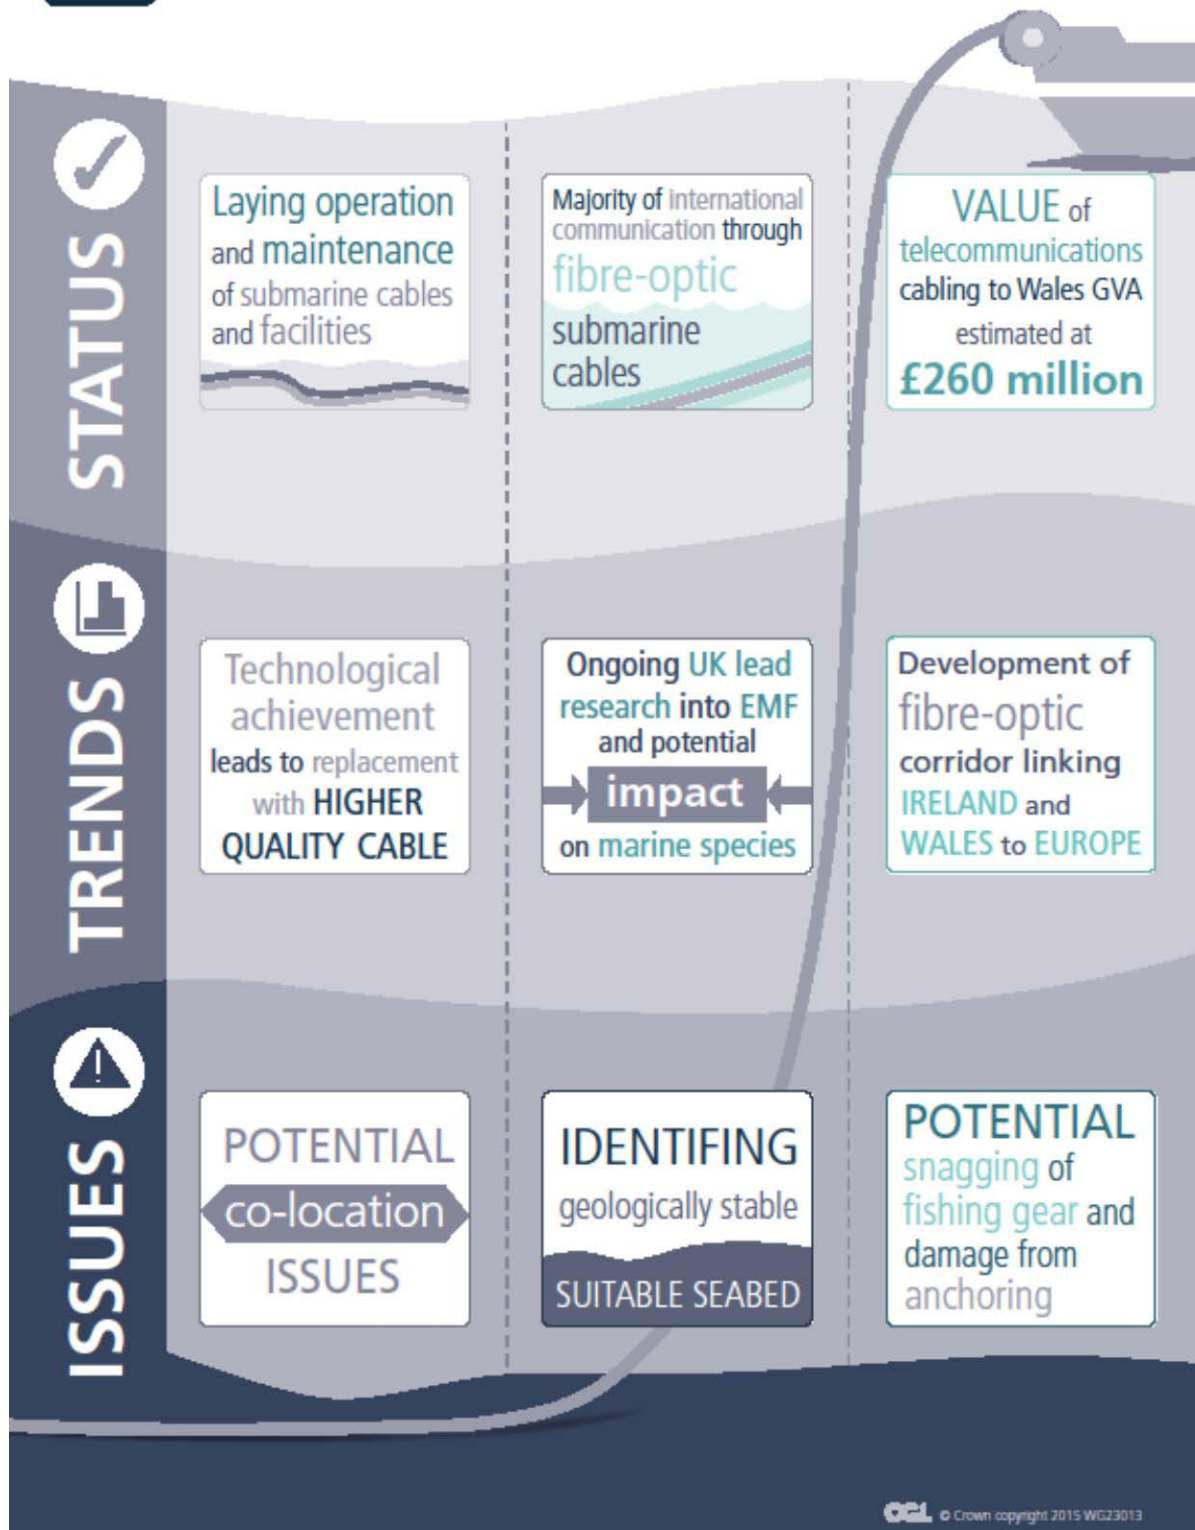 STATUS
Laying operation
and maintenance
of submarine cables
and facilities
Majority of international
communication through
fibre-optic
submarine
cables
VALUE of
telecommunications
cabling to Wales GVA
estimated at
£260 million
TRENDS
Technological
achievement
leads to replacement
with HIGHER
QUALITY CABLE
Ongoing UK lead
research into EMF
and potential
impact
on marine species
Development of
fibre-optic
corridor linking
IRELAND and
WALES to EUROPE
ISSUES
POTENTIAL
co-location
ISSUES
IDENTIFING
geologically stable
SUITABLE SEABED
POTENTIAL
snagging of
fishing gear and
damage from
anchoring
OGL © Crown copyright 2015 WG23013